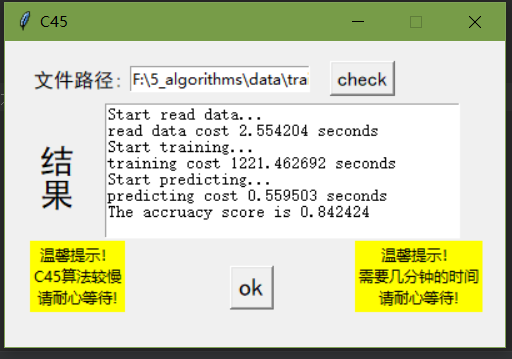 C45
文件路径:
F:\5_algorithms\data\trai
check
Start read data...
read data cost 2.554204 seconds
Start training...
training cost 1221.462692 seconds
Start predicting...
predicting cost 0.559503 seconds
The accruacy score is 0.842424
结
果
温馨提示!
C45算法较慢
请耐心等待!
ok
温馨提示!
需要几分钟的时间
请耐心等待!